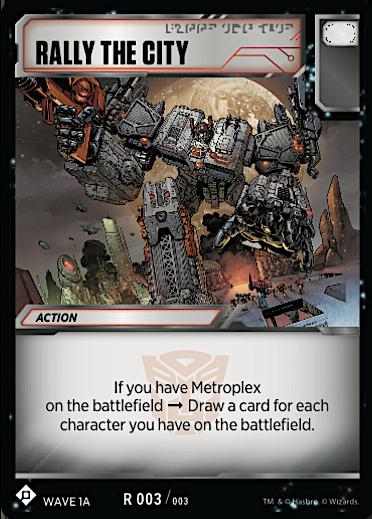 RALLY THE CITY
ACTION
If you have Metroplex
on the battlefield → Draw a card for each
character you have on the battlefield.
WAVE 1A R 003/003 TM & © Hasbro. © Wizards.